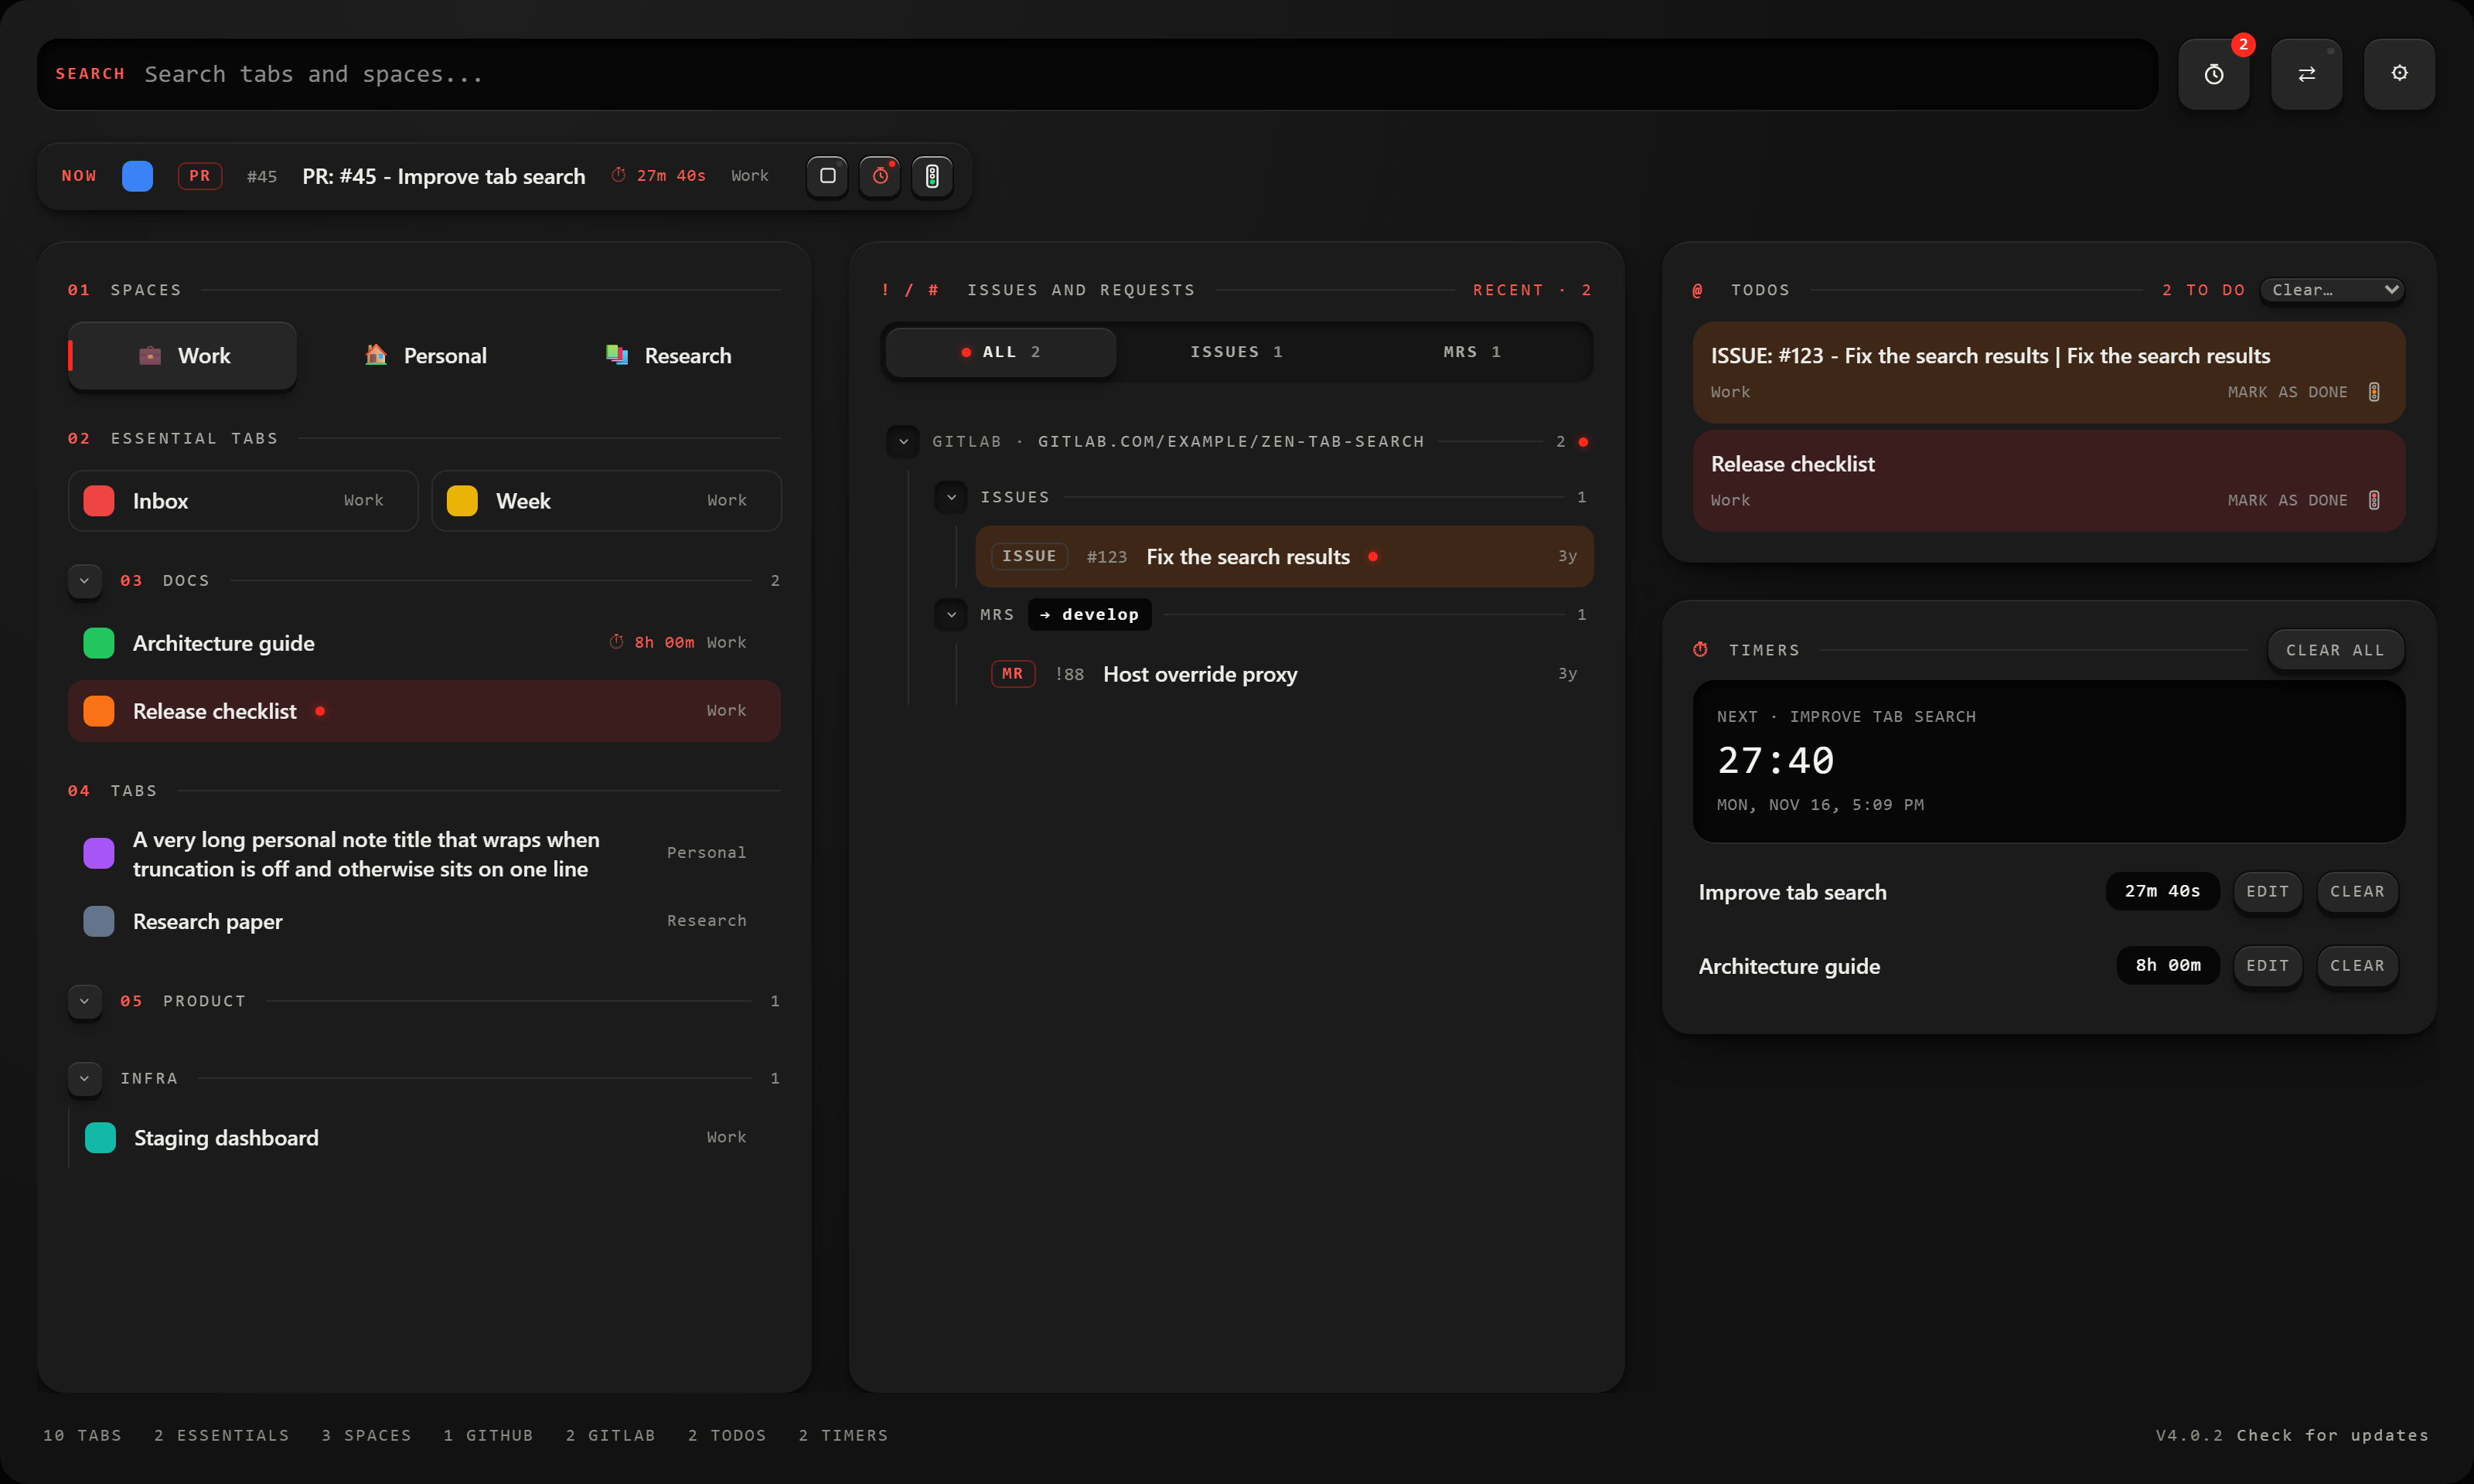 SEARCH Search tabs and spaces...
2
NOW PR #45 PR: #45 - Improve tab search 27m 40s Work
01 SPACES
Work Personal Research
02 ESSENTIAL TABS
Inbox Work Week Work
03 DOCS 2
Architecture guide 8h 00m Work
Release checklist Work
04 TABS
A very long personal note title that wraps when
truncation is off and otherwise sits on one line
Personal
Research paper Research
05 PRODUCT 1
INFRA 1
Staging dashboard Work
! / # ISSUES AND REQUESTS RECENT · 2
ALL 2 ISSUES 1 MRS 1
GITLAB · GITLAB.COM/EXAMPLE/ZEN-TAB-SEARCH 2
ISSUES 1
ISSUE #123 Fix the search results 3y
MRS → develop 1
MR !88 Host override proxy 3y
@ TODOS 2 TO DO Clear…
ISSUE: #123 - Fix the search results | Fix the search results
Work MARK AS DONE
Release checklist
Work MARK AS DONE
TIMERS CLEAR ALL
NEXT · IMPROVE TAB SEARCH
27:40
MON, NOV 16, 5:09 PM
Improve tab search 27m 40s EDIT CLEAR
Architecture guide 8h 00m EDIT CLEAR
10 TABS 2 ESSENTIALS 3 SPACES 1 GITHUB 2 GITLAB 2 TODOS 2 TIMERS
V4.0.2 Check for updates